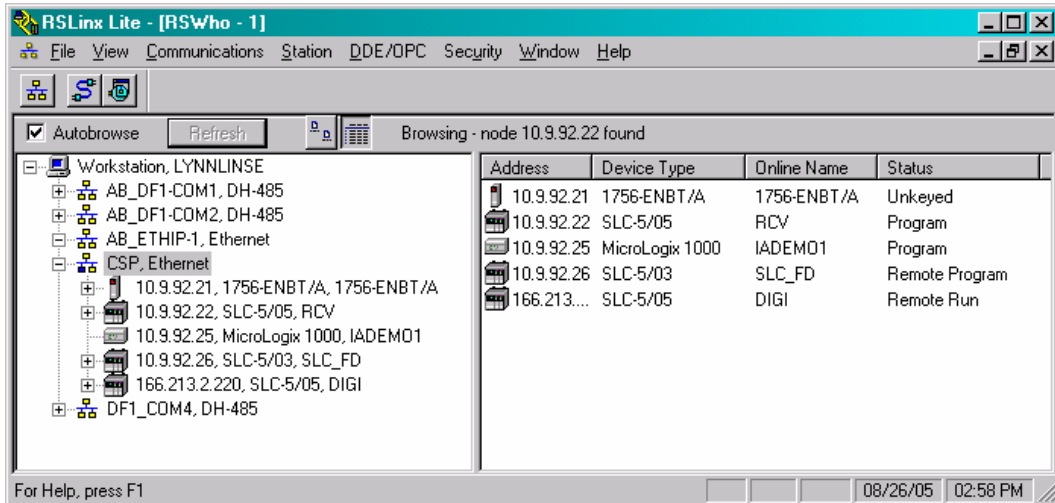 RSLinx Lite - [RSWho - 1]
File View Communications Station DDE/OPC Security Window Help
Autobrowse Refresh Browsing - node 10.9.92.22 found
Workstation, LYNNLINSE
AB_DF1-COM1, DH-485
AB_DF1-COM2, DH-485
AB_ETHIP-1, Ethernet
CSP, Ethernet
10.9.92.21, 1756-ENBT/A, 1756-ENBT/A
10.9.92.22, SLC-5/05, RCV
10.9.92.25, MicroLogix 1000, IADEMO1
10.9.92.26, SLC-5/03, SLC_FD
166.213.2.220, SLC-5/05, DIGI
DF1_COM4, DH-485
Address Device Type Online Name Status
10.9.92.21 1756-ENBT/A 1756-ENBT/A Unkeyed
10.9.92.22 SLC-5/05 RCV Program
10.9.92.25 MicroLogix 1000 IADEMO1 Program
10.9.92.26 SLC-5/03 SLC_FD Remote Program
166.213.... SLC-5/05 DIGI Remote Run
For Help, press F1 08/26/05 02:58 PM